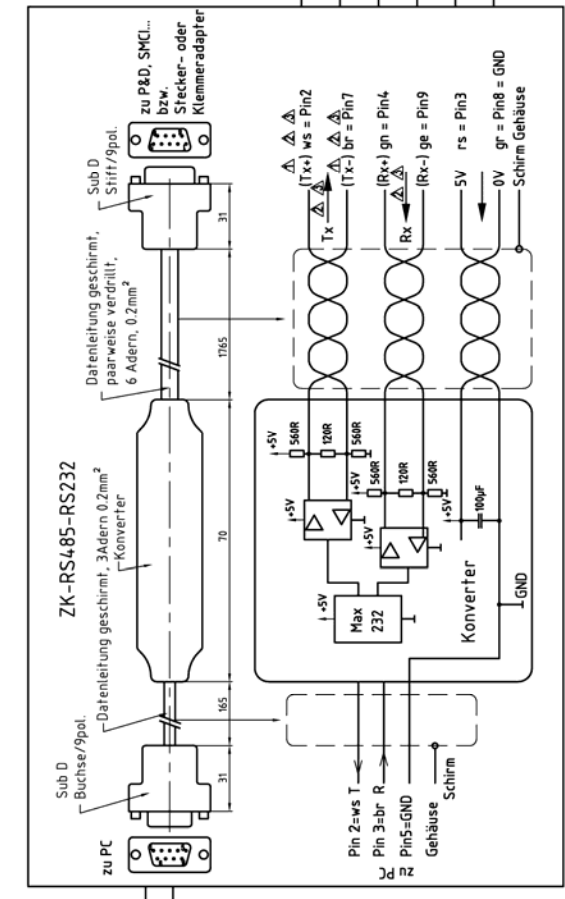 ZK-RS485-RS232
zu PC
Sub D
Buchse/9pol.
Datenleitung geschirmt, 3Adern 0.2mm²
Konverter
Datenleitung geschirmt,
paarweise verdrillt,
6 Adern, 0.2mm²
Sub D
Stift/9pol.
zu P&D, SMCI...
bzw.
Stecker- oder
Klemmeradapter
31
165
70
1765
31
zu PC
Pin 2=ws T
Pin 3=br R
Pin5=GND
Gehäuse
Schirm
Max
232
+5V
+5V
+5V
560R
120R
560R
+5V
+5V
560R
120R
560R
+5V
100µF
Konverter
GND
Tx
Rx
(Tx+) ws = Pin2
(Tx-) br = Pin7
(Rx+) gn = Pin4
(Rx-) ge = Pin9
5V rs = Pin3
0V gr = Pin8 = GND
Schirm Gehäuse